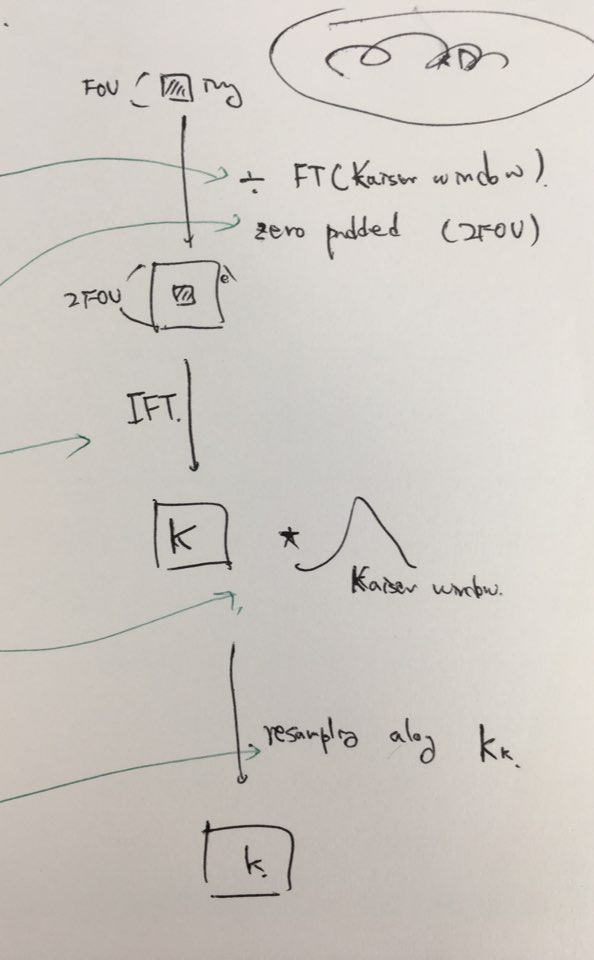 FOV img
÷ FT (Kaiser window).
zero padded (2FOV)
2FOV
IFT.
K *
Kaiser window.
resampling along Kx.
k.